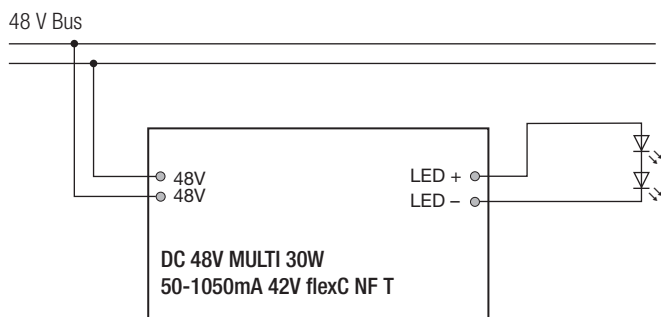 48 V Bus
48V
LED +
48V
LED –
DC 48V MULTI 30W
50-1050mA 42V flexC NF T